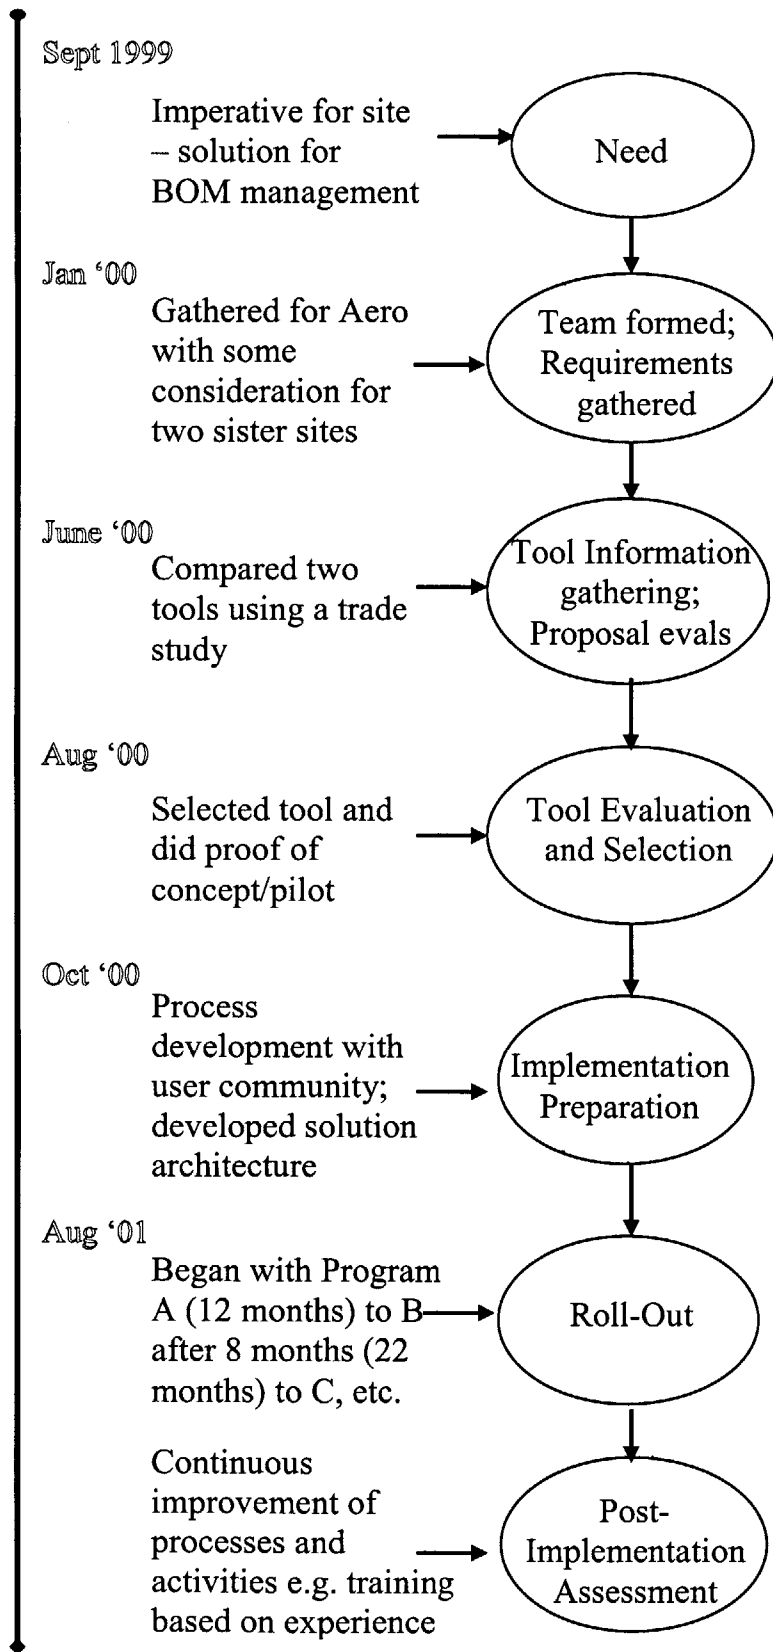 Sept 1999
Imperative for site
– solution for
BOM management
Need
Jan ‘00
Gathered for Aero
with some
consideration for
two sister sites
Team formed;
Requirements
gathered
June ‘00
Compared two
tools using a trade
study
Tool Information
gathering;
Proposal evals
Aug ‘00
Selected tool and
did proof of
concept/pilot
Tool Evaluation
and Selection
Oct ‘00
Process
development with
user community;
developed solution
architecture
Implementation
Preparation
Aug ‘01
Began with Program
A (12 months) to B
after 8 months (22
months) to C, etc.
Roll-Out
Continuous
improvement of
processes and
activities e.g. training
based on experience
Post-
Implementation
Assessment